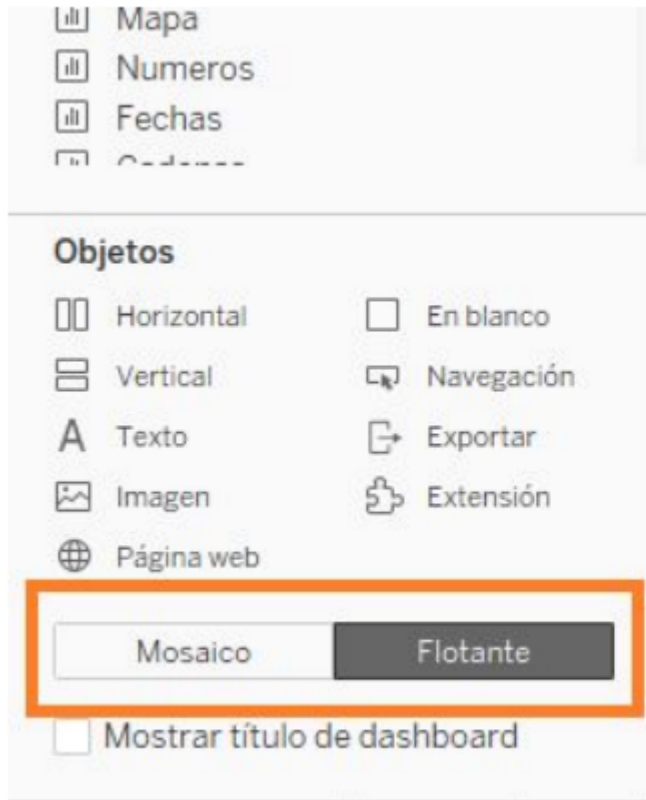 Mapa
Numeros
Fechas
Objetos
Horizontal
En blanco
Vertical
Navegación
Texto
Exportar
Imagen
Extensión
Página web
Mosaico
Flotante
Mostrar título de dashboard